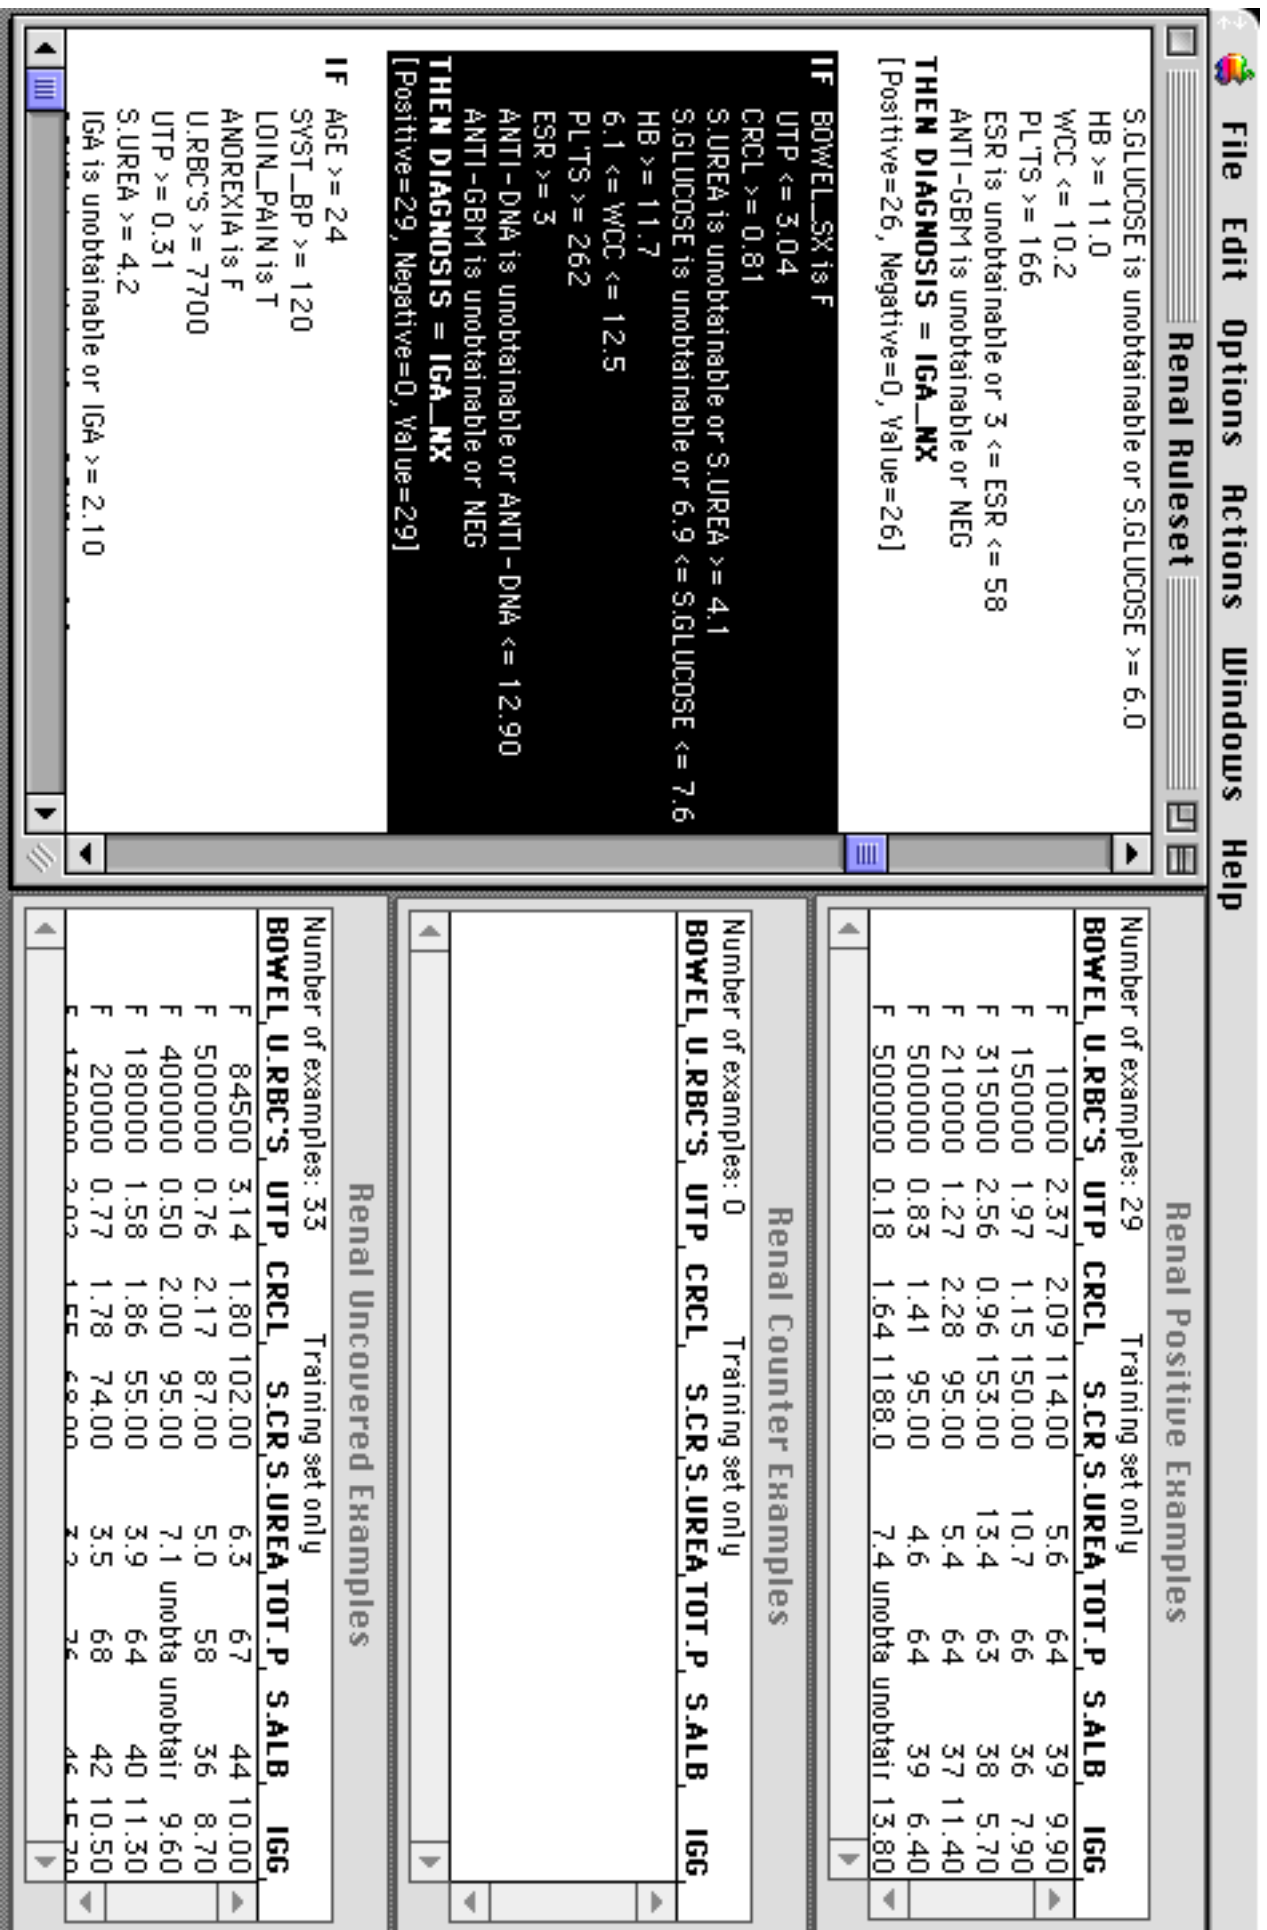 File Edit Options Actions Windows Help
Renal Ruleset
S.GLUCOSE is unobtainable or S.GLUCOSE >= 6.0
HB >= 11.0
WCC <= 10.2
PL'TS >= 166
ESR is unobtainable or 3 <= ESR <= 58
ANTI-GBM is unobtainable or NEG
THEN DIAGNOSIS = IGA_NX
[Positive=26, Negative=0, Value=26]
IF BOWEL_SX is F
UTP <= 3.04
CRCL >= 0.81
S.UREA is unobtainable or S.UREA >= 4.1
S.GLUCOSE is unobtainable or 6.9 <= S.GLUCOSE <= 7.6
HB >= 11.7
6.1 <= WCC <= 12.5
PL'TS >= 262
ESR >= 3
ANTI-DNA is unobtainable or ANTI-DNA <= 12.90
ANTI-GBM is unobtainable or NEG
THEN DIAGNOSIS = IGA_NX
[Positive=29, Negative=0, Value=29]
IF AGE >= 24
SYST_BP >= 120
LOIN_PAIN is T
ANOREXIA is F
U.RBC'S >= 7700
UTP >= 0.31
S.UREA >= 4.2
IGA is unobtainable or IGA >= 2.10
Renal Positive Examples
Number of examples: 29 Training set only
BOWEL U.RBC'S UTP CRCL S.CR S.UREA TOT.P S.ALB IGG
F 10000 2.37 2.09 114.00 5.6 64 39 9.90
F 150000 1.97 1.15 150.00 10.7 66 36 7.90
F 315000 2.56 0.96 153.00 13.4 63 38 5.70
F 210000 1.27 2.28 95.00 5.4 64 37 11.40
F 500000 0.83 1.41 95.00 4.6 64 39 6.40
F 500000 0.18 1.64 1188.0 7.4 unobta unobtair 13.80
Renal Counter Examples
Number of examples: 0 Training set only
BOWEL U.RBC'S UTP CRCL S.CR S.UREA TOT.P S.ALB IGG
Renal Uncovered Examples
Number of examples: 33 Training set only
BOWEL U.RBC'S UTP CRCL S.CR S.UREA TOT.P S.ALB IGG
F 84500 3.14 1.80 102.00 6.3 67 44 10.00
F 500000 0.76 2.17 87.00 5.0 58 36 8.70
F 400000 0.50 2.00 95.00 7.1 unobta unobtair 9.60
F 180000 1.58 1.86 55.00 3.9 64 40 11.30
F 20000 0.77 1.78 74.00 3.5 68 42 10.50